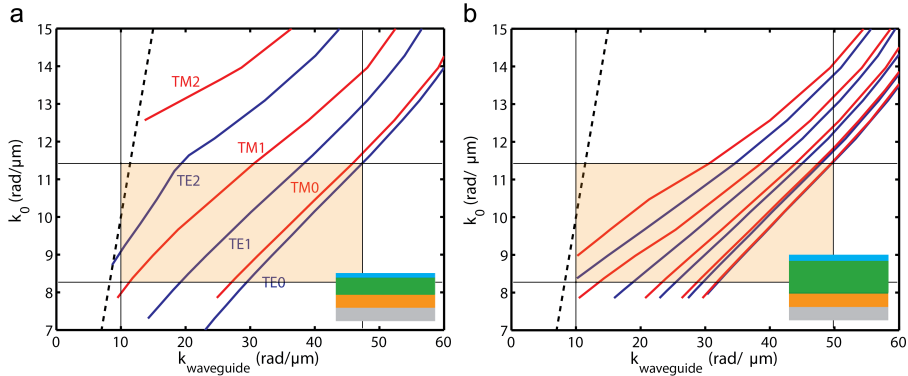 a
15
14
13
12
11
10
9
8
7
k0 (rad/μm)
TM2
TM1
TE2
TM0
TE1
TE0
0 10 20 30 40 50 60
kwaveguide (rad/μm)
b
15
14
13
12
11
10
9
8
7
k0 (rad/ μm)
0 10 20 30 40 50 60
kwaveguide (rad/ μm)